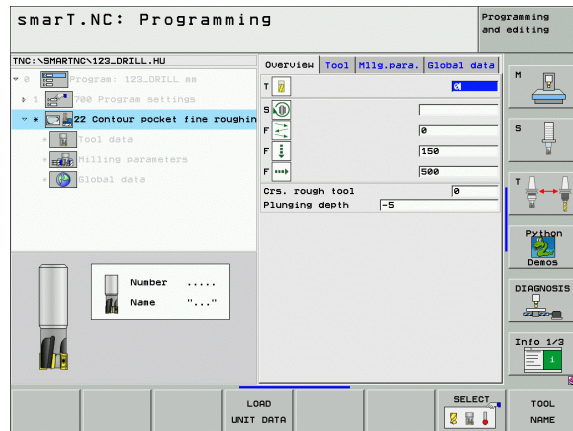 smarT.NC: Programming
Programming
and editing
TNC:\SMARTNC\123_DRILL.HU
0 Program: 123_DRILL mm
1 700 Program settings
* 22 Contour pocket fine roughin
* Tool data
* Milling parameters
* Global data
Overview Tool Mllg.para. Global data
T 0
S
F 0
F 150
F 500
Crs. rough tool 0
Plunging depth -5
Number .....
Name "..."
M
S
T
Python
Demos
DIAGNOSIS
Info 1/3
i
LOAD
UNIT DATA
SELECT
TOOL
NAME